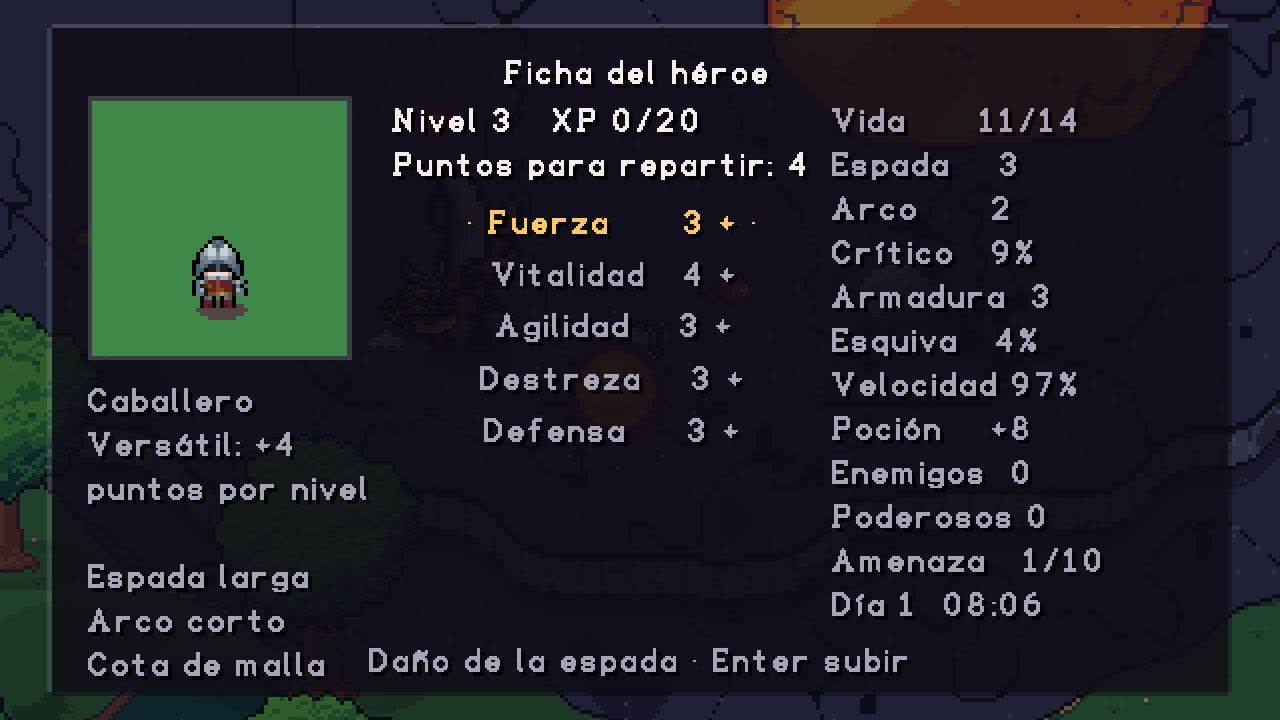 Ficha del héroe
Nivel 3 XP 0/20
Puntos para repartir: 4
· Fuerza 3 + ·
Vitalidad 4 +
Agilidad 3 +
Destreza 3 +
Defensa 3 +
Vida 11/14
Espada 3
Arco 2
Crítico 9%
Armadura 3
Esquiva 4%
Velocidad 97%
Poción +8
Enemigos 0
Poderosos 0
Amenaza 1/10
Día 1 08:06
Caballero
Versátil: +4
puntos por nivel
Espada larga
Arco corto
Cota de malla
Daño de la espada · Enter subir